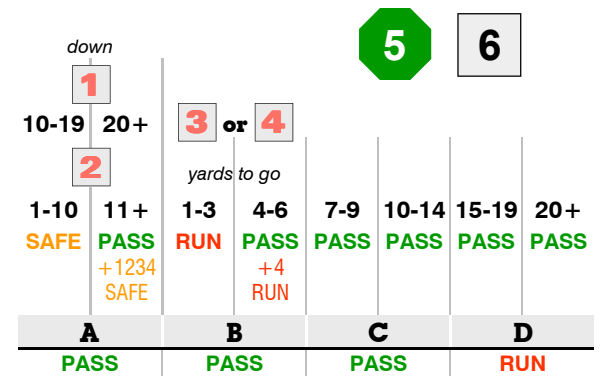 5 6
down
1
10-19 20+ 3 or 4
2 yards to go
1-10 11+ 1-3 4-6 7-9 10-14 15-19 20+
SAFE PASS RUN PASS PASS PASS PASS PASS
+1234 +4
SAFE RUN
A B C D
PASS PASS PASS RUN